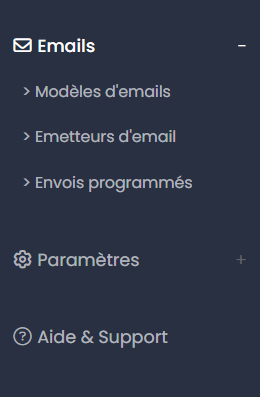 Emails -
> Modèles d'emails
> Emetteurs d'email
> Envois programmés
Paramètres +
? Aide & Support